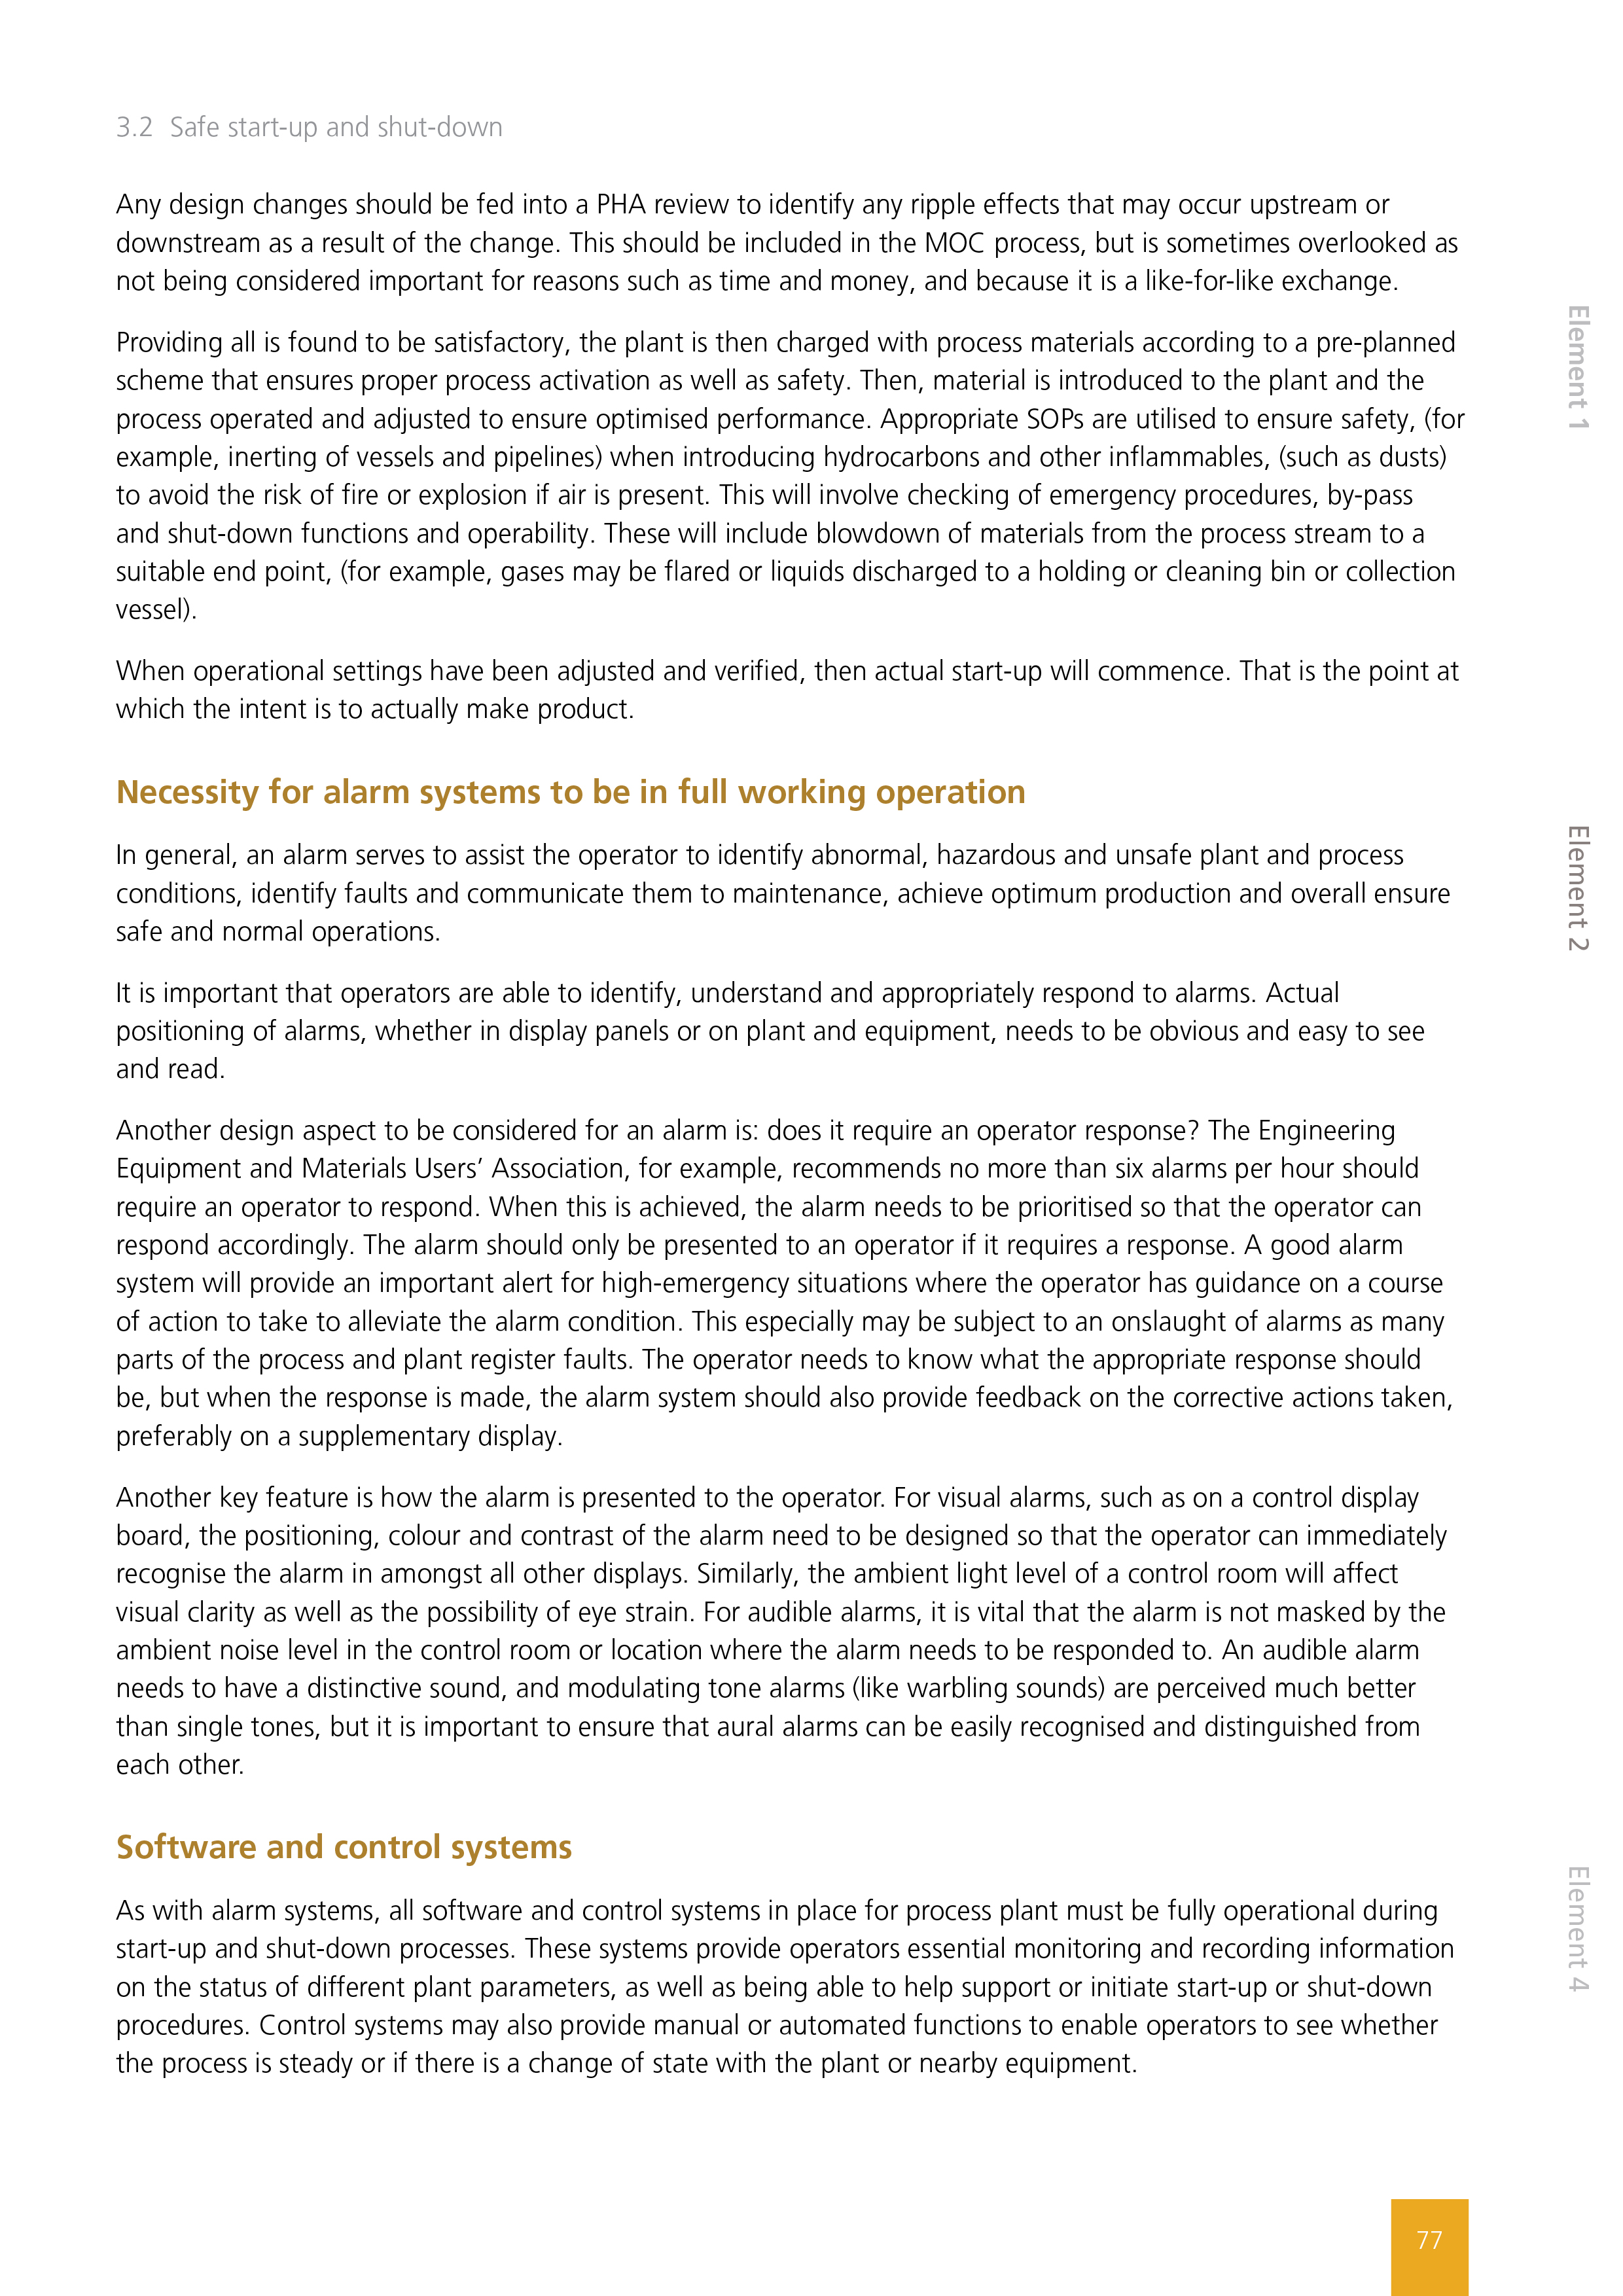 3.2 Safe start-up and shut-down
Any design changes should be fed into a PHA review to identify any ripple effects that may occur upstream or
downstream as a result of the change. This should be included in the MOC process, but is sometimes overlooked as
not being considered important for reasons such as time and money, and because it is a like-for-like exchange.
Providing all is found to be satisfactory, the plant is then charged with process materials according to a pre-planned
scheme that ensures proper process activation as well as safety. Then, material is introduced to the plant and the
process operated and adjusted to ensure optimised performance. Appropriate SOPs are utilised to ensure safety, (for
example, inerting of vessels and pipelines) when introducing hydrocarbons and other inflammables, (such as dusts)
to avoid the risk of fire or explosion if air is present. This will involve checking of emergency procedures, by-pass
and shut-down functions and operability. These will include blowdown of materials from the process stream to a
suitable end point, (for example, gases may be flared or liquids discharged to a holding or cleaning bin or collection
vessel).
When operational settings have been adjusted and verified, then actual start-up will commence. That is the point at
which the intent is to actually make product.
Necessity for alarm systems to be in full working operation
In general, an alarm serves to assist the operator to identify abnormal, hazardous and unsafe plant and process
conditions, identify faults and communicate them to maintenance, achieve optimum production and overall ensure
safe and normal operations.
It is important that operators are able to identify, understand and appropriately respond to alarms. Actual
positioning of alarms, whether in display panels or on plant and equipment, needs to be obvious and easy to see
and read.
Another design aspect to be considered for an alarm is: does it require an operator response? The Engineering
Equipment and Materials Users’ Association, for example, recommends no more than six alarms per hour should
require an operator to respond. When this is achieved, the alarm needs to be prioritised so that the operator can
respond accordingly. The alarm should only be presented to an operator if it requires a response. A good alarm
system will provide an important alert for high-emergency situations where the operator has guidance on a course
of action to take to alleviate the alarm condition. This especially may be subject to an onslaught of alarms as many
parts of the process and plant register faults. The operator needs to know what the appropriate response should
be, but when the response is made, the alarm system should also provide feedback on the corrective actions taken,
preferably on a supplementary display.
Another key feature is how the alarm is presented to the operator. For visual alarms, such as on a control display
board, the positioning, colour and contrast of the alarm need to be designed so that the operator can immediately
recognise the alarm in amongst all other displays. Similarly, the ambient light level of a control room will affect
visual clarity as well as the possibility of eye strain. For audible alarms, it is vital that the alarm is not masked by the
ambient noise level in the control room or location where the alarm needs to be responded to. An audible alarm
needs to have a distinctive sound, and modulating tone alarms (like warbling sounds) are perceived much better
than single tones, but it is important to ensure that aural alarms can be easily recognised and distinguished from
each other.
Software and control systems
As with alarm systems, all software and control systems in place for process plant must be fully operational during
start-up and shut-down processes. These systems provide operators essential monitoring and recording information
on the status of different plant parameters, as well as being able to help support or initiate start-up or shut-down
procedures. Control systems may also provide manual or automated functions to enable operators to see whether
the process is steady or if there is a change of state with the plant or nearby equipment.
Element 1
Element 2
Element 4
77